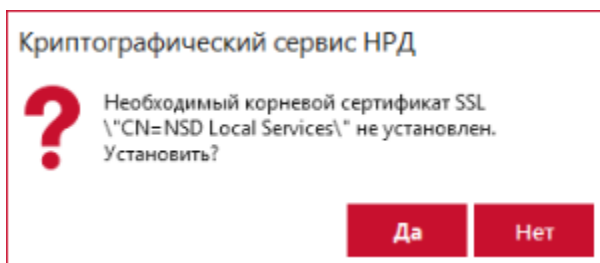 Криптографический сервис НРД
Необходимый корневой сертификат SSL
\"CN=NSD Local Services\" не установлен.
Установить?
Да
Нет